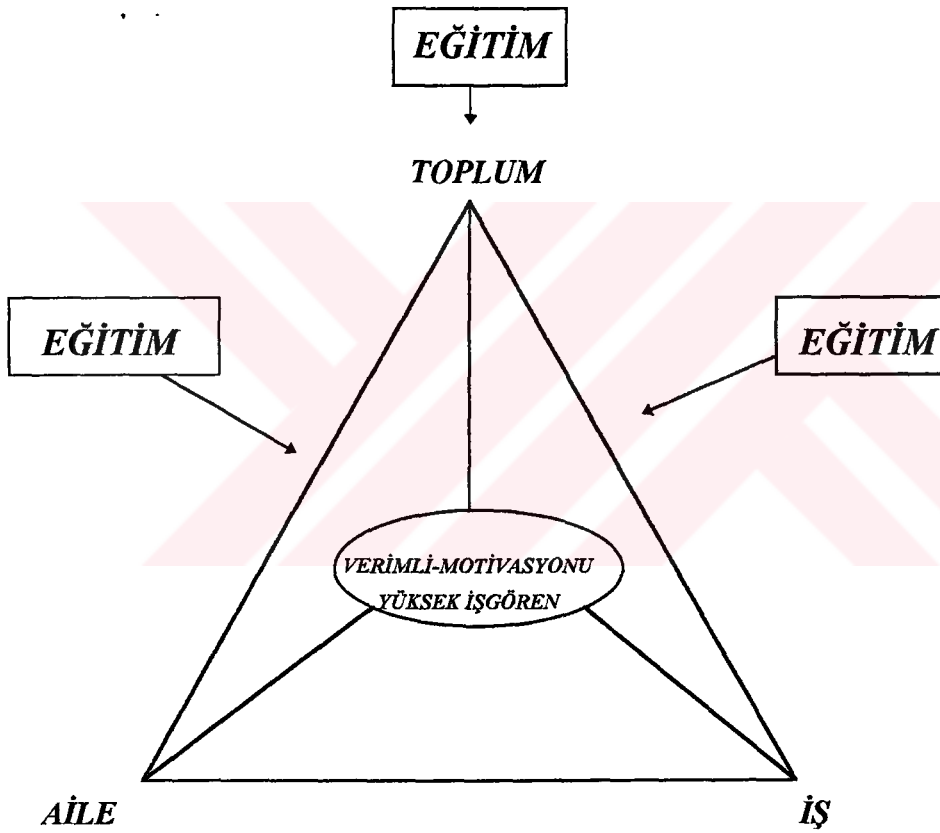 EĞİTİM
TOPLUM
EĞİTİM
EĞİTİM
VERİMLİ-MOTİVASYONU
YÜKSEK İŞGÖREN
AİLE
İŞ